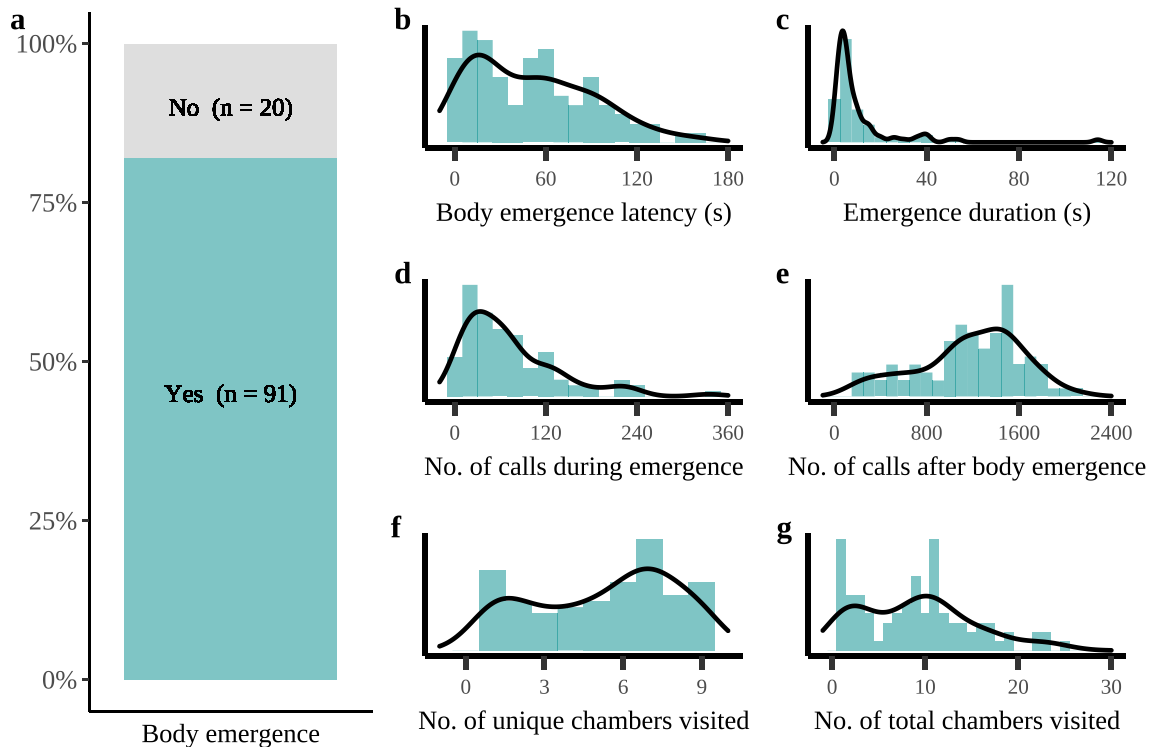 a
100%
75%
50%
25%
0%
No (n = 20)
Yes (n = 91)
Body emergence
b
0 60 120 180
Body emergence latency (s)
c
0 40 80 120
Emergence duration (s)
d
0 120 240 360
No. of calls during emergence
e
0 800 1600 2400
No. of calls after body emergence
f
0 3 6 9
No. of unique chambers visited
g
0 10 20 30
No. of total chambers visited